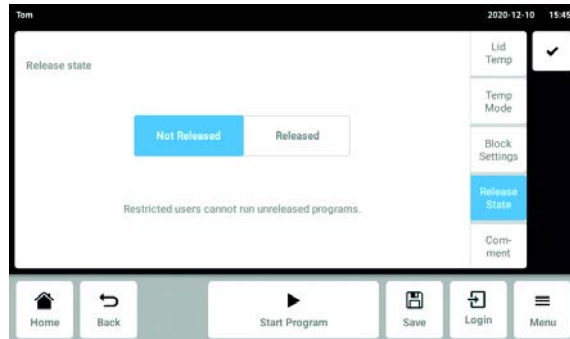 Tom
2020-12-10 15:45
Release state
Not Released
Released
Restricted users cannot run unreleased programs.
Lid
Temp
Temp
Mode
Block
Settings
Release
State
Com-
ment
Home
Back
Start Program
Save
Login
Menu